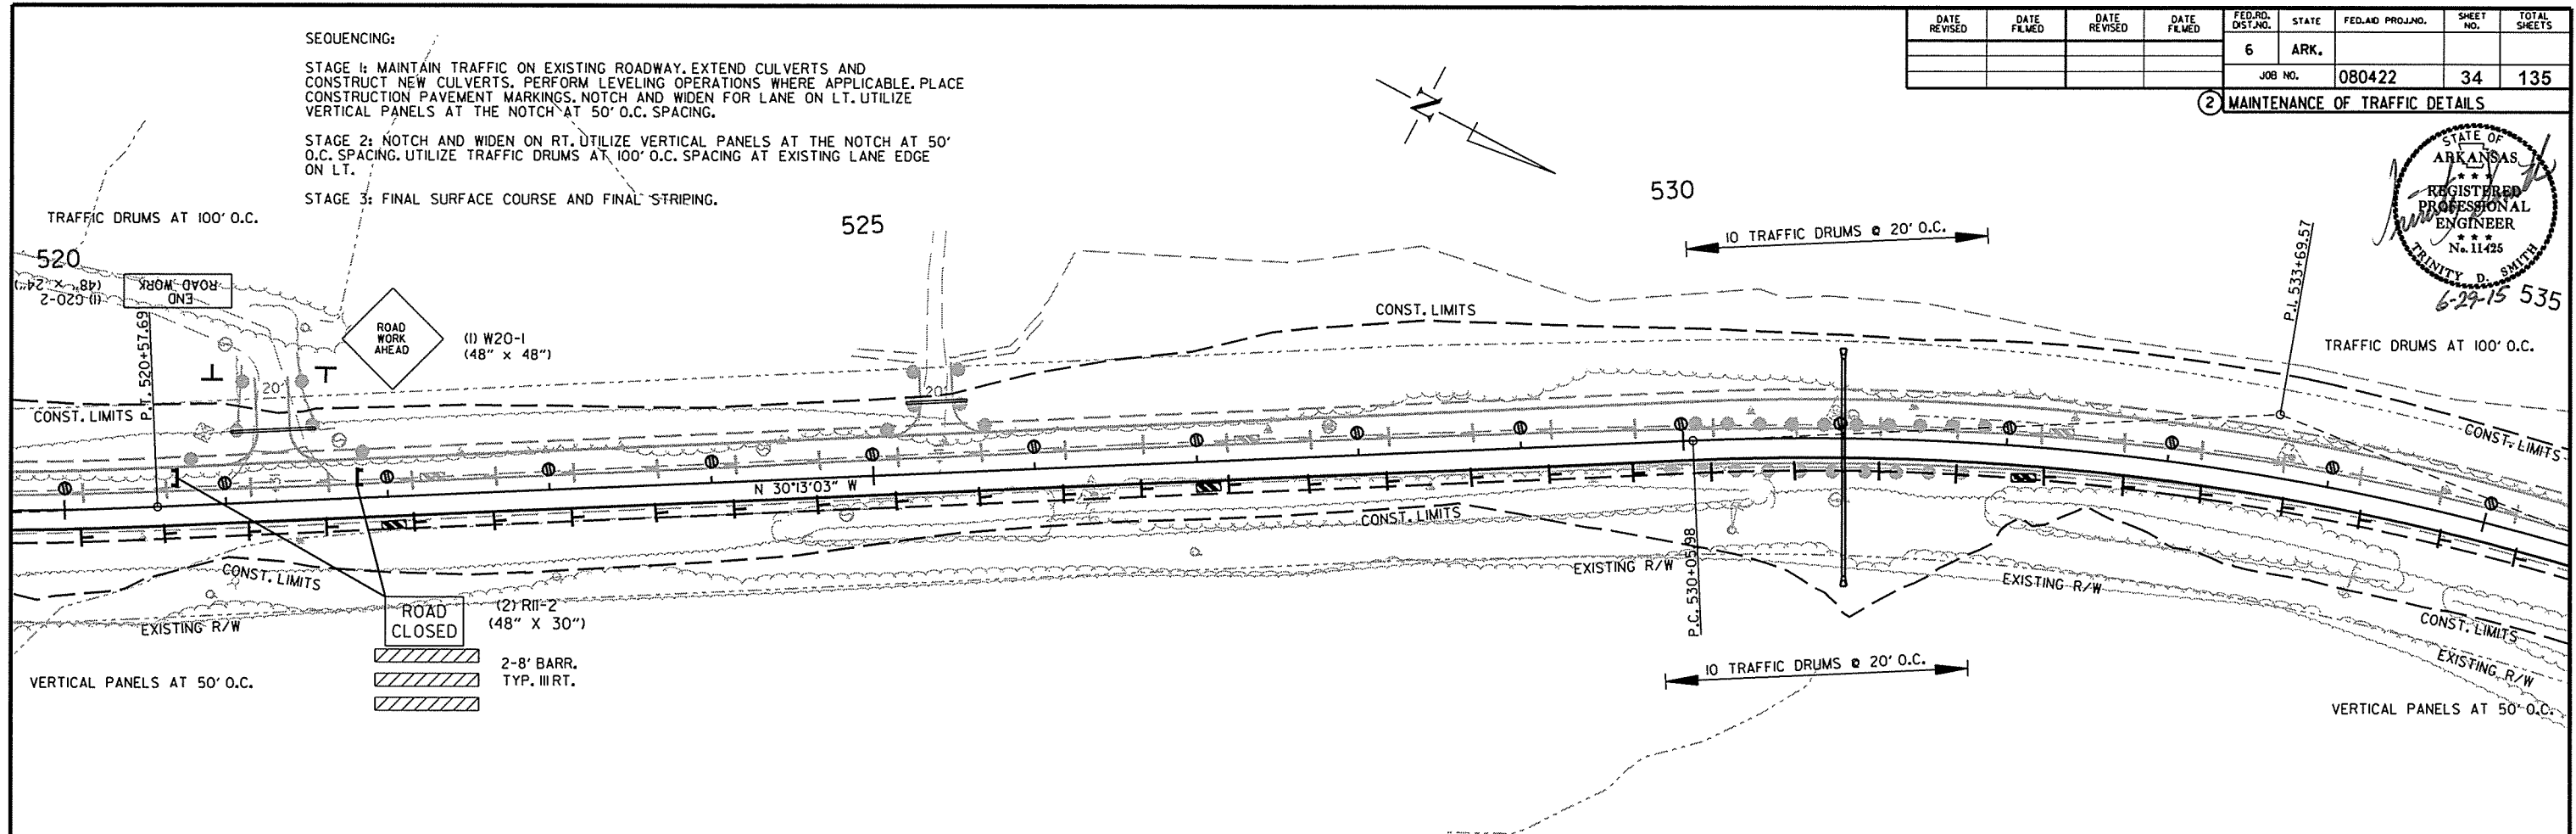 SEQUENCING:
STAGE 1: MAINTAIN TRAFFIC ON EXISTING ROADWAY. EXTEND CULVERTS AND
CONSTRUCT NEW CULVERTS. PERFORM LEVELING OPERATIONS WHERE APPLICABLE. PLACE
CONSTRUCTION PAVEMENT MARKINGS. NOTCH AND WIDEN FOR LANE ON LT. UTILIZE
VERTICAL PANELS AT THE NOTCH AT 50' O.C. SPACING.
STAGE 2: NOTCH AND WIDEN ON RT. UTILIZE VERTICAL PANELS AT THE NOTCH AT 50'
O.C. SPACING. UTILIZE TRAFFIC DRUMS AT 100' O.C. SPACING AT EXISTING LANE EDGE
ON LT.
STAGE 3: FINAL SURFACE COURSE AND FINAL STRIPING.
DATE REVISED
DATE FILMED
DATE REVISED
DATE FILMED
FED.RD. DIST.NO.
STATE
FED.AID PROJ.NO.
SHEET NO.
TOTAL SHEETS
6
ARK.
JOB NO.
080422
34
135
2 MAINTENANCE OF TRAFFIC DETAILS
STATE OF
ARKANSAS
REGISTERED
PROFESSIONAL
ENGINEER
No. 11425
TRINITY D. SMITH
6-29-15
N
TRAFFIC DRUMS AT 100' O.C.
520
525
530
535
(1) G20-2
(48" x 24")
END
ROAD WORK
P.T. 520+57.69
ROAD
WORK
AHEAD
(1) W20-1
(48" x 48")
10 TRAFFIC DRUMS @ 20' O.C.
P.I. 533+69.57
TRAFFIC DRUMS AT 100' O.C.
CONST. LIMITS
CONST. LIMITS
CONST. LIMITS
20'
20'
13'
N 30°13'03" W
CONST. LIMITS
CONST. LIMITS
CONST. LIMITS
P.C. 530+05.98
EXISTING R/W
EXISTING R/W
EXISTING R/W
EXISTING R/W
ROAD
CLOSED
(2) R11-2
(48" X 30")
2-8' BARR.
TYP. III RT.
10 TRAFFIC DRUMS @ 20' O.C.
VERTICAL PANELS AT 50' O.C.
VERTICAL PANELS AT 50' O.C.